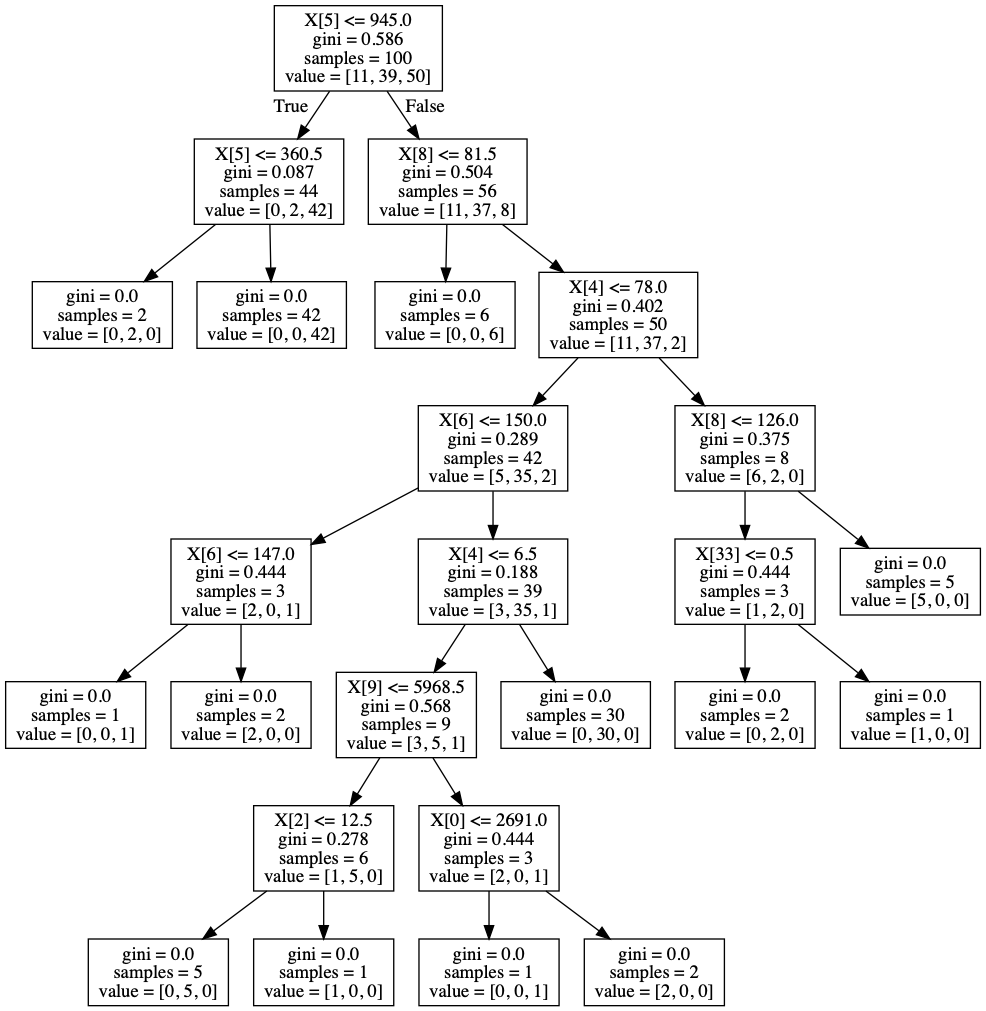 X[5] <= 945.0
gini = 0.586
samples = 100
value = [11, 39, 50]
True
False
X[5] <= 360.5
gini = 0.087
samples = 44
value = [0, 2, 42]
X[8] <= 81.5
gini = 0.504
samples = 56
value = [11, 37, 8]
gini = 0.0
samples = 2
value = [0, 2, 0]
gini = 0.0
samples = 42
value = [0, 0, 42]
gini = 0.0
samples = 6
value = [0, 0, 6]
X[4] <= 78.0
gini = 0.402
samples = 50
value = [11, 37, 2]
X[6] <= 150.0
gini = 0.289
samples = 42
value = [5, 35, 2]
X[8] <= 126.0
gini = 0.375
samples = 8
value = [6, 2, 0]
X[6] <= 147.0
gini = 0.444
samples = 3
value = [2, 0, 1]
X[4] <= 6.5
gini = 0.188
samples = 39
value = [3, 35, 1]
X[33] <= 0.5
gini = 0.444
samples = 3
value = [1, 2, 0]
gini = 0.0
samples = 5
value = [5, 0, 0]
gini = 0.0
samples = 1
value = [0, 0, 1]
gini = 0.0
samples = 2
value = [2, 0, 0]
X[9] <= 5968.5
gini = 0.568
samples = 9
value = [3, 5, 1]
gini = 0.0
samples = 30
value = [0, 30, 0]
gini = 0.0
samples = 2
value = [0, 2, 0]
gini = 0.0
samples = 1
value = [1, 0, 0]
X[2] <= 12.5
gini = 0.278
samples = 6
value = [1, 5, 0]
X[0] <= 2691.0
gini = 0.444
samples = 3
value = [2, 0, 1]
gini = 0.0
samples = 5
value = [0, 5, 0]
gini = 0.0
samples = 1
value = [1, 0, 0]
gini = 0.0
samples = 1
value = [0, 0, 1]
gini = 0.0
samples = 2
value = [2, 0, 0]